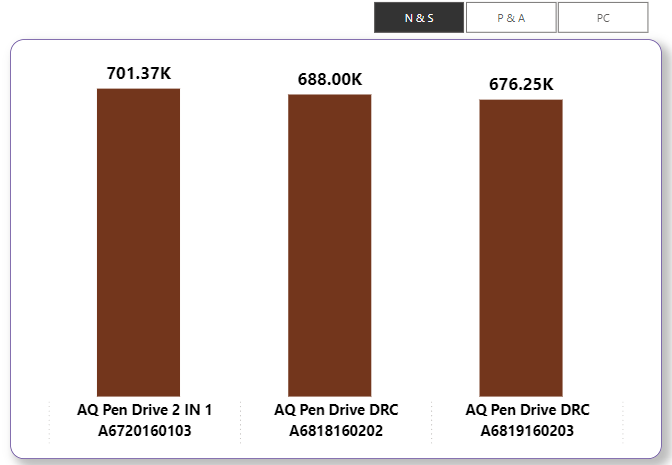 N & S
P & A
PC
701.37K
688.00K
676.25K
AQ Pen Drive 2 IN 1
A6720160103
AQ Pen Drive DRC
A6818160202
AQ Pen Drive DRC
A6819160203